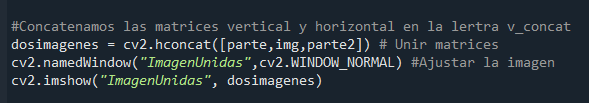 #Concatenamos las matrices vertical y horizontal en la lertra v_concat
dosimagenes = cv2.hconcat([parte,img,parte2]) # Unir matrices
cv2.namedWindow("ImagenUnidas",cv2.WINDOW_NORMAL) #Ajustar la imagen
cv2.imshow("ImagenUnidas", dosimagenes)